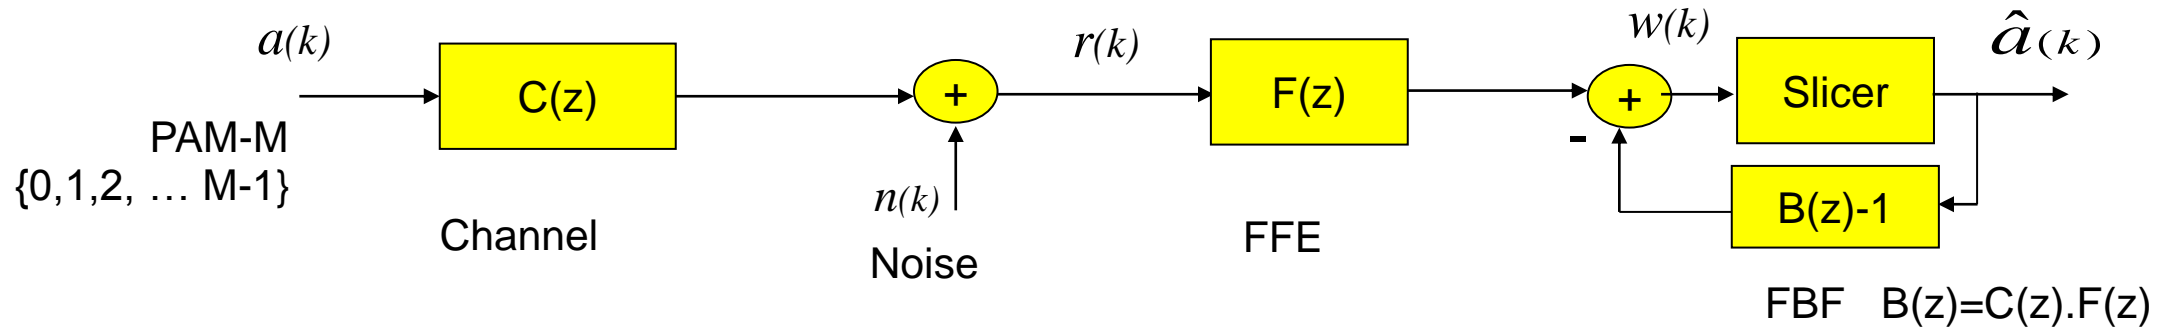 a(k)
PAM-M
{0,1,2, … M-1}
C(z)
Channel
+
n(k)
Noise
r(k)
F(z)
FFE
+
-
w(k)
Slicer
B(z)-1
â(k)
FBF B(z)=C(z).F(z)